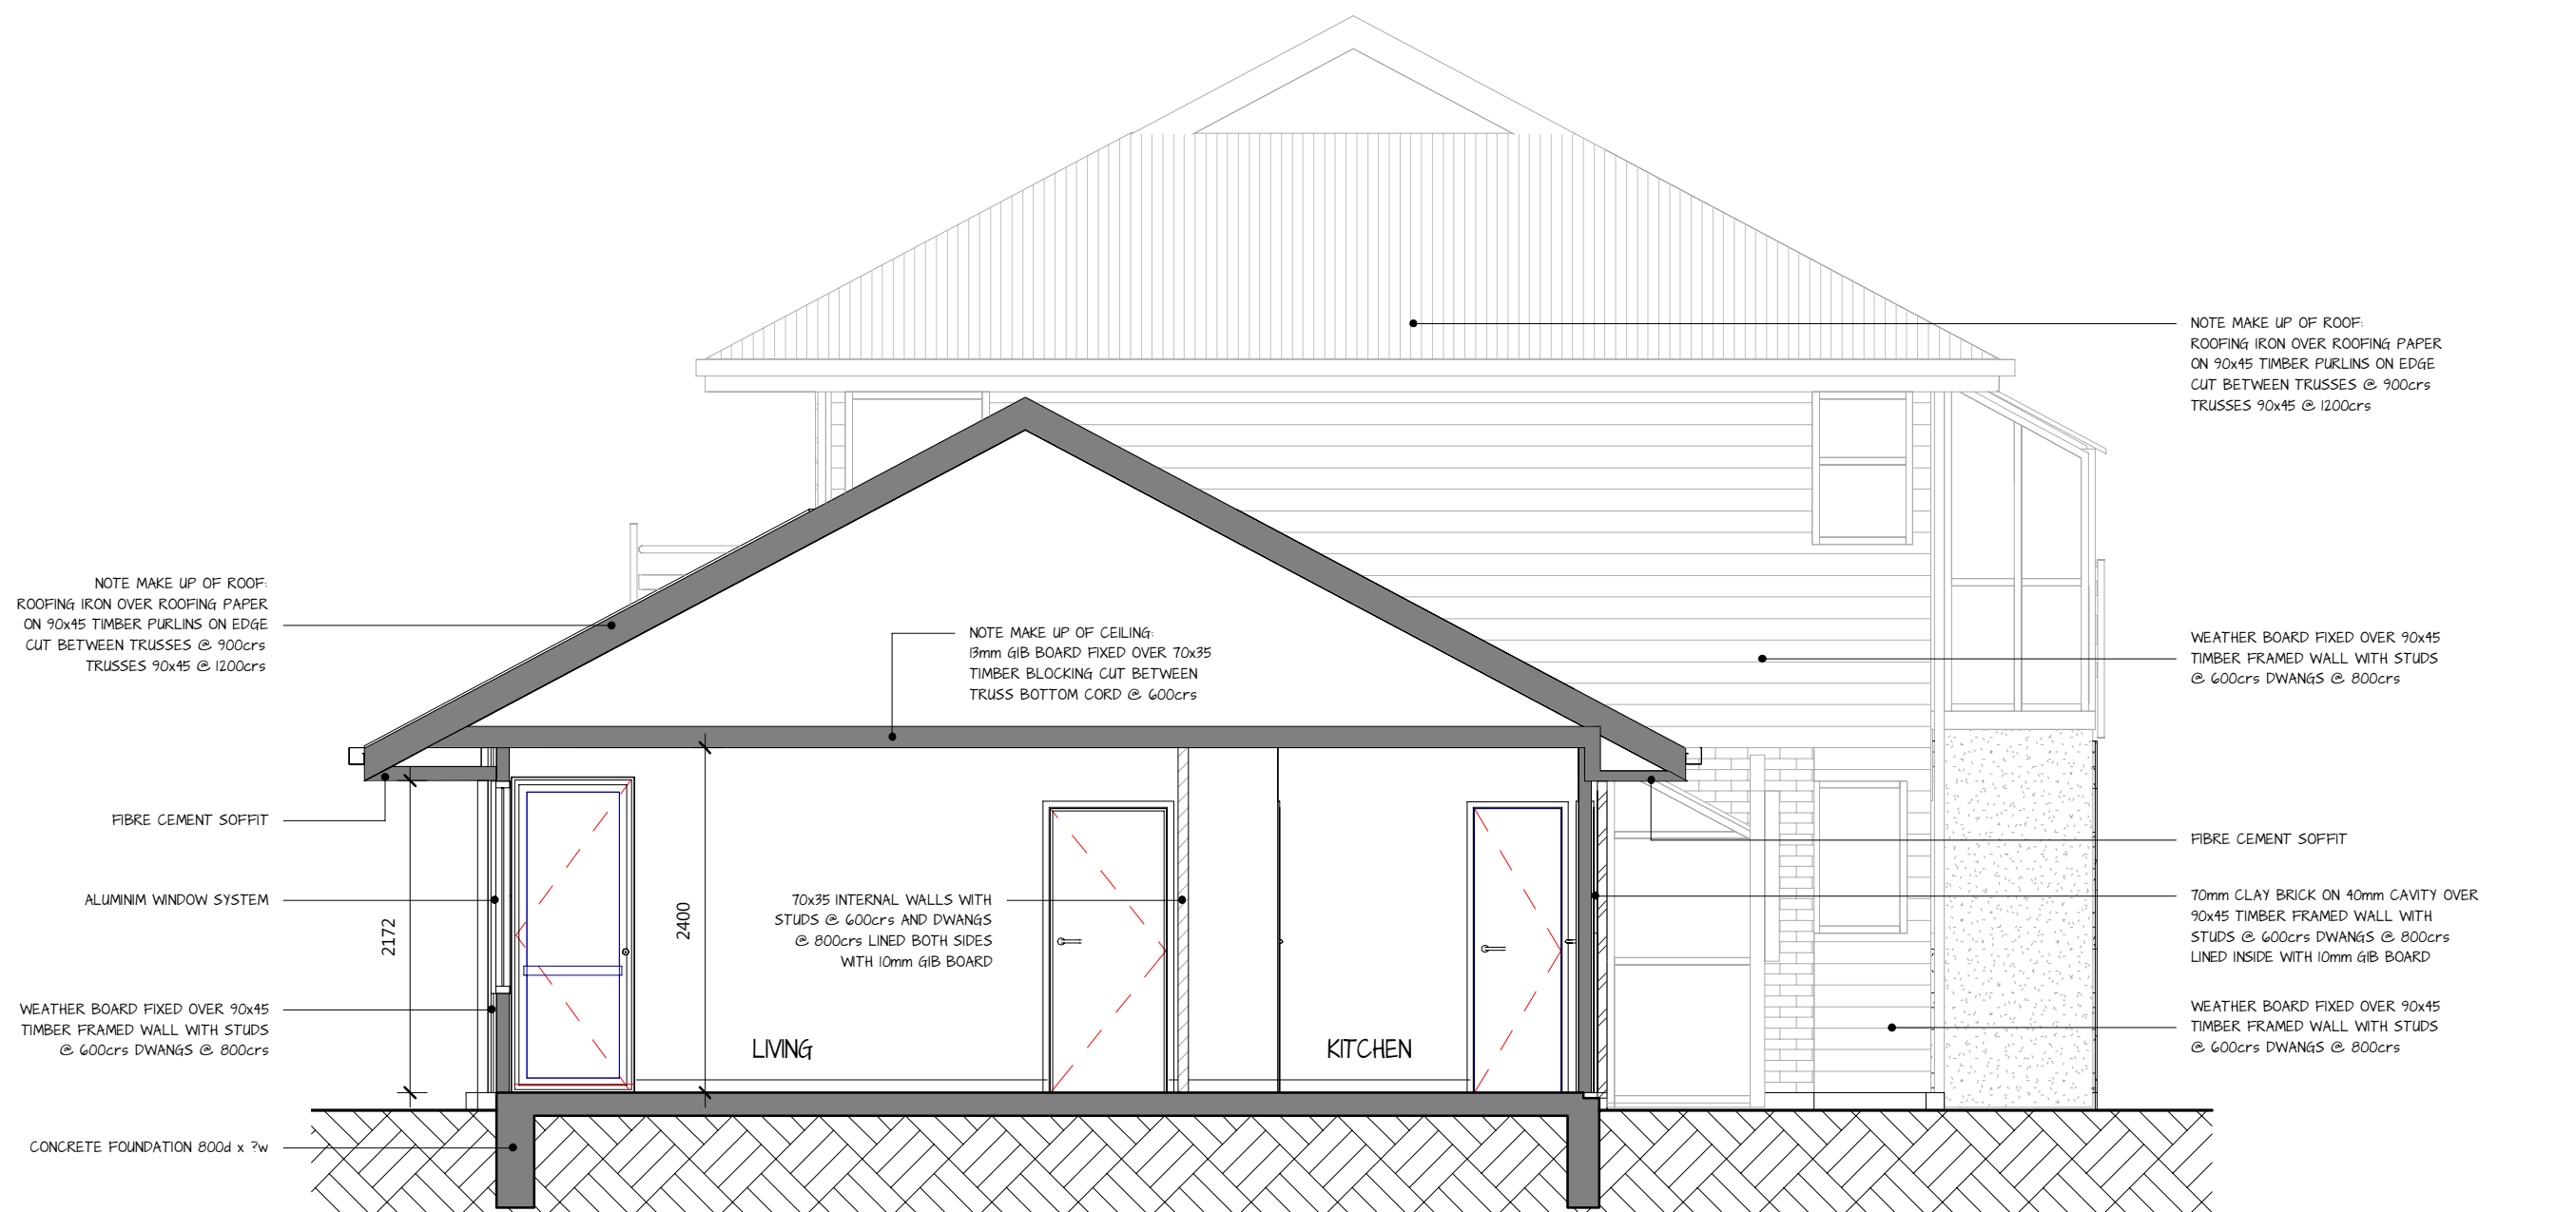 NOTE MAKE UP OF ROOF:
ROOFING IRON OVER ROOFING PAPER
ON 90x45 TIMBER PURLINS ON EDGE
CUT BETWEEN TRUSSES @ 900crs
TRUSSES 90x45 @ 1200crs
NOTE MAKE UP OF ROOF:
ROOFING IRON OVER ROOFING PAPER
ON 90x45 TIMBER PURLINS ON EDGE
CUT BETWEEN TRUSSES @ 900crs
TRUSSES 90x45 @ 1200crs
NOTE MAKE UP OF CEILING:
13mm GIB BOARD FIXED OVER 70x35
TIMBER BLOCKING CUT BETWEEN
TRUSS BOTTOM CORD @ 600crs
WEATHER BOARD FIXED OVER 90x45
TIMBER FRAMED WALL WITH STUDS
@ 600crs DWANGS @ 800crs
FIBRE CEMENT SOFFIT
FIBRE CEMENT SOFFIT
ALUMINIM WINDOW SYSTEM
2172
2400
70x35 INTERNAL WALLS WITH
STUDS @ 600crs AND DWANGS
@ 800crs LINED BOTH SIDES
WITH 10mm GIB BOARD
70mm CLAY BRICK ON 40mm CAVITY OVER
90x45 TIMBER FRAMED WALL WITH
STUDS @ 600crs DWANGS @ 800crs
LINED INSIDE WITH 10mm GIB BOARD
WEATHER BOARD FIXED OVER 90x45
TIMBER FRAMED WALL WITH STUDS
@ 600crs DWANGS @ 800crs
LIVING
KITCHEN
WEATHER BOARD FIXED OVER 90x45
TIMBER FRAMED WALL WITH STUDS
@ 600crs DWANGS @ 800crs
CONCRETE FOUNDATION 800d x ?w